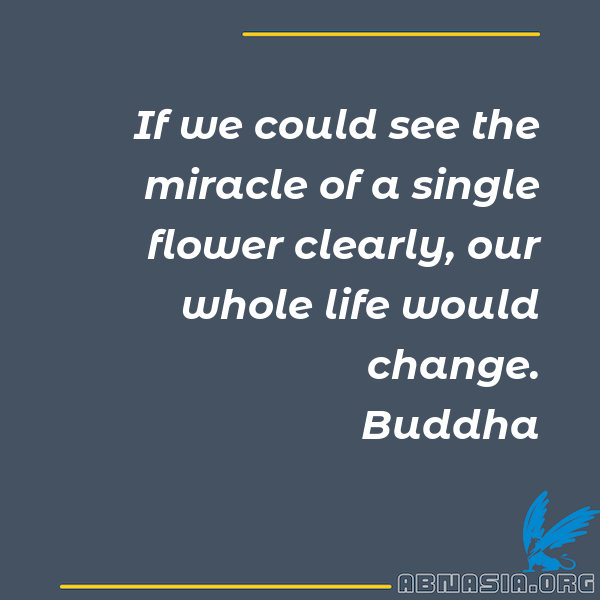 If we could see the
miracle of a single
flower clearly, our
whole life would
change.
Buddha
ABNASIA.ORG